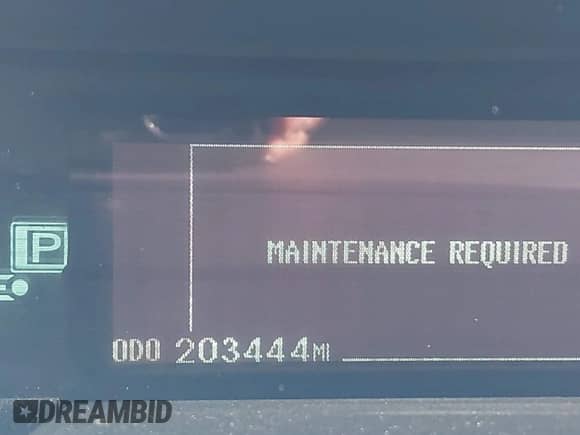 MAINTENANCE REQUIRED
P
ODO 203444MI
DREAMBID